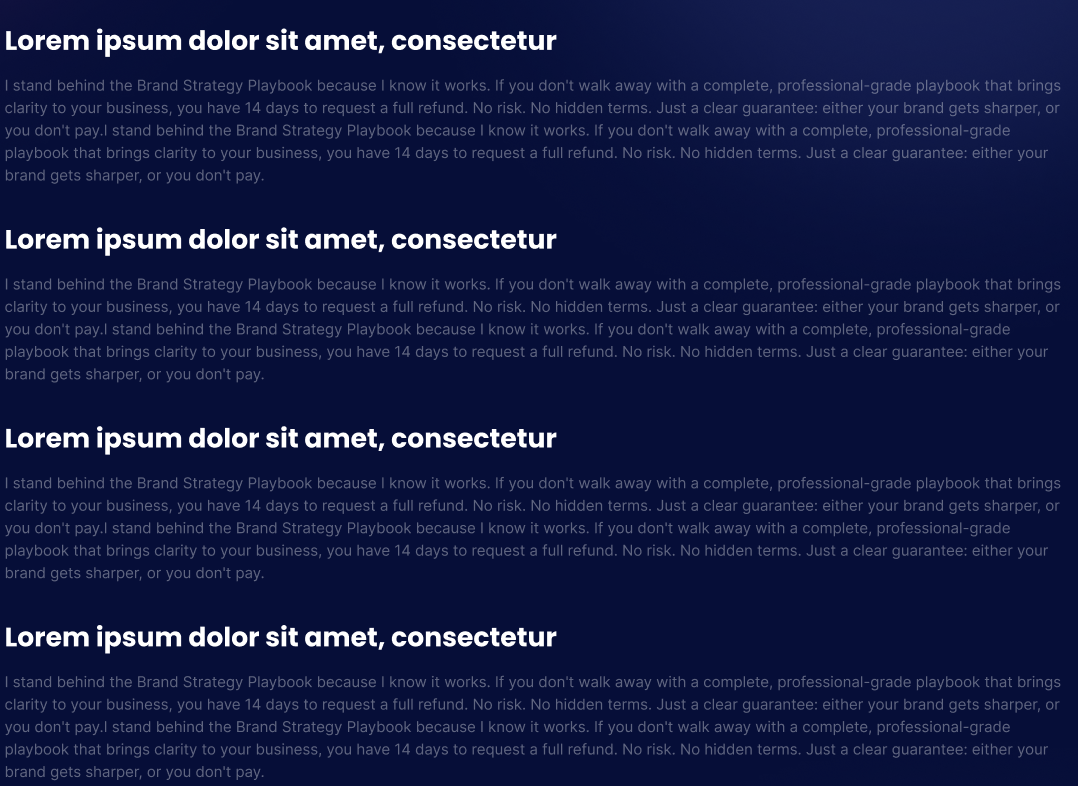 Lorem ipsum dolor sit amet, consectetur
I stand behind the Brand Strategy Playbook because I know it works. If you don't walk away with a complete, professional-grade playbook that brings
clarity to your business, you have 14 days to request a full refund. No risk. No hidden terms. Just a clear guarantee: either your brand gets sharper, or
you don't pay.I stand behind the Brand Strategy Playbook because I know it works. If you don't walk away with a complete, professional-grade
playbook that brings clarity to your business, you have 14 days to request a full refund. No risk. No hidden terms. Just a clear guarantee: either your
brand gets sharper, or you don't pay.
Lorem ipsum dolor sit amet, consectetur
I stand behind the Brand Strategy Playbook because I know it works. If you don't walk away with a complete, professional-grade playbook that brings
clarity to your business, you have 14 days to request a full refund. No risk. No hidden terms. Just a clear guarantee: either your brand gets sharper, or
you don't pay.I stand behind the Brand Strategy Playbook because I know it works. If you don't walk away with a complete, professional-grade
playbook that brings clarity to your business, you have 14 days to request a full refund. No risk. No hidden terms. Just a clear guarantee: either your
brand gets sharper, or you don't pay.
Lorem ipsum dolor sit amet, consectetur
I stand behind the Brand Strategy Playbook because I know it works. If you don't walk away with a complete, professional-grade playbook that brings
clarity to your business, you have 14 days to request a full refund. No risk. No hidden terms. Just a clear guarantee: either your brand gets sharper, or
you don't pay.I stand behind the Brand Strategy Playbook because I know it works. If you don't walk away with a complete, professional-grade
playbook that brings clarity to your business, you have 14 days to request a full refund. No risk. No hidden terms. Just a clear guarantee: either your
brand gets sharper, or you don't pay.
Lorem ipsum dolor sit amet, consectetur
I stand behind the Brand Strategy Playbook because I know it works. If you don't walk away with a complete, professional-grade playbook that brings
clarity to your business, you have 14 days to request a full refund. No risk. No hidden terms. Just a clear guarantee: either your brand gets sharper, or
you don't pay.I stand behind the Brand Strategy Playbook because I know it works. If you don't walk away with a complete, professional-grade
playbook that brings clarity to your business, you have 14 days to request a full refund. No risk. No hidden terms. Just a clear guarantee: either your
brand gets sharper, or you don't pay.